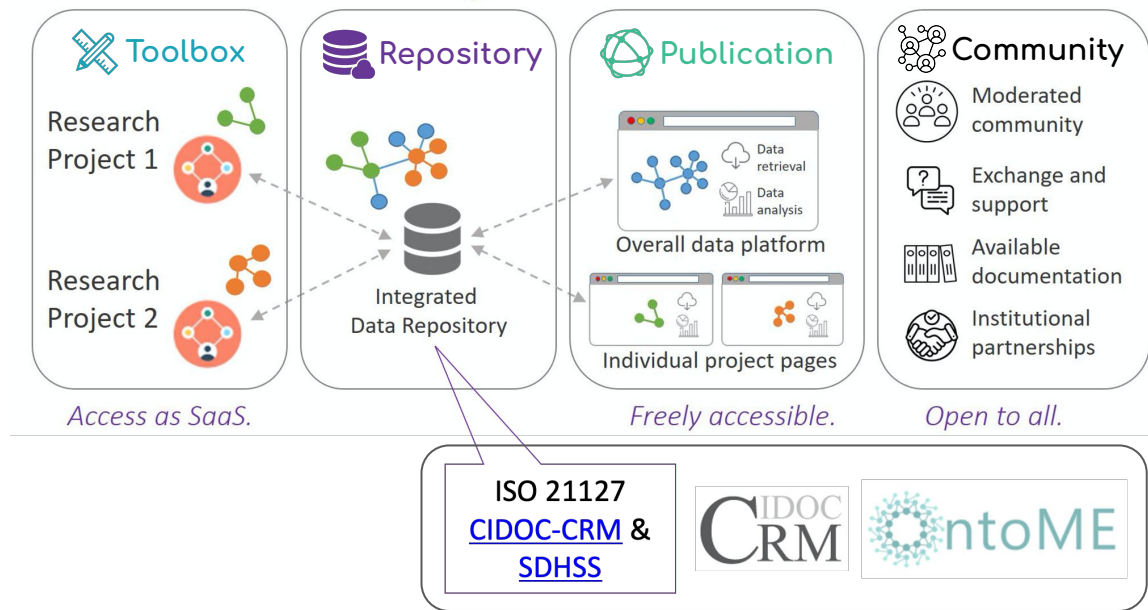 Toolbox
Research
Project 1
Research
Project 2
Access as SaaS.
Repository
Integrated
Data Repository
Publication
Data
retrieval
Data
analysis
Overall data platform
Individual project pages
Freely accessible.
Community
Moderated
community
?
Exchange and
support
Available
documentation
Institutional
partnerships
Open to all.
ISO 21127
CIDOC-CRM &
SDHSS
CIDOC
CRM
OntoME